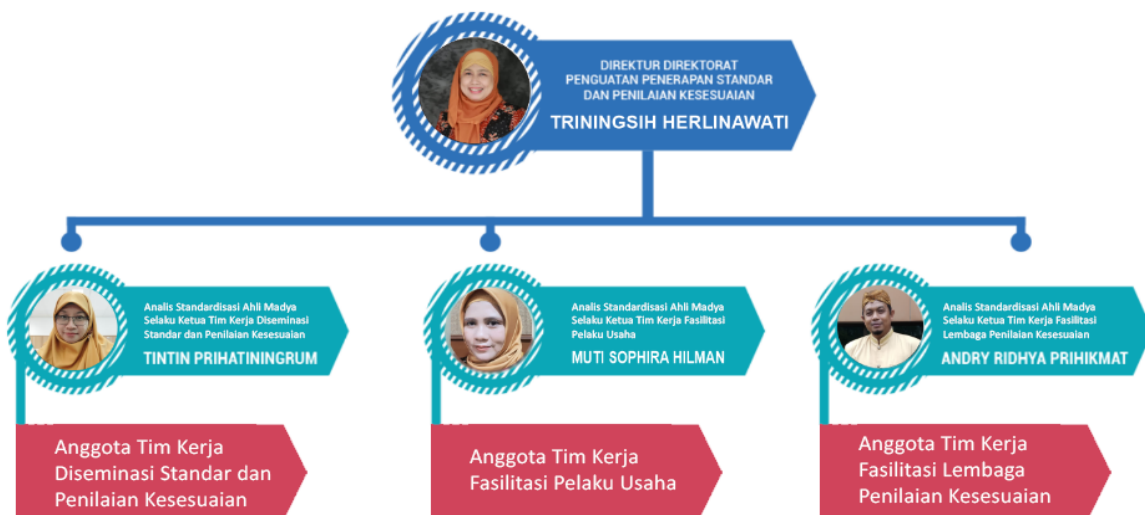 DIREKTUR DIREKTORAT
PENGUATAN PENERAPAN STANDAR
DAN PENILAIAN KESESUAIAN
TRININGSIH HERLINAWATI
Analis Standardisasi Ahli Madya
Selaku Ketua Tim Kerja Diseminasi
Standar dan Penilaian Kesesuaian
TINTIN PRIHATININGRUM
Analis Standardisasi Ahli Madya
Selaku Ketua Tim Kerja Fasilitasi
Pelaku Usaha
MUTI SOPHIRA HILMAN
Analis Standardisasi Ahli Madya
Selaku Ketua Tim Kerja Fasilitasi
Lembaga Penilaian Kesesuaian
ANDRY RIDHYA PRIHIKMAT
Anggota Tim Kerja
Diseminasi Standar dan
Penilaian Kesesuaian
Anggota Tim Kerja
Fasilitasi Pelaku Usaha
Anggota Tim Kerja
Fasilitasi Lembaga
Penilaian Kesesuaian